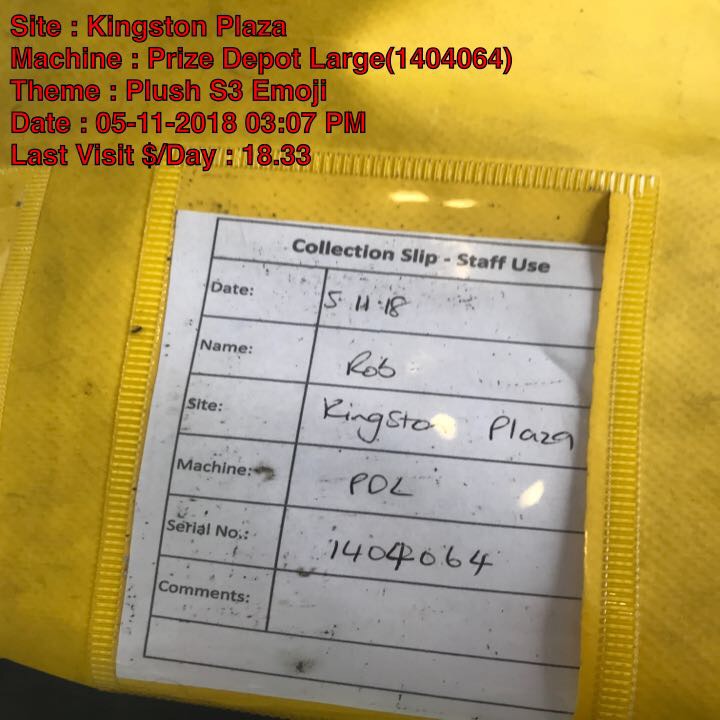 Site : Kingston Plaza
Machine : Prize Depot Large(1404064)
Theme : Plush S3 Emoji
Date : 05-11-2018 03:07 PM
Last Visit $/Day : 18.33
Collection Slip - Staff Use
Date: 5 11 18
Name: Rob
Site: Kingston Plaza
Machine: PDL
Serial No.: 1404064
Comments: